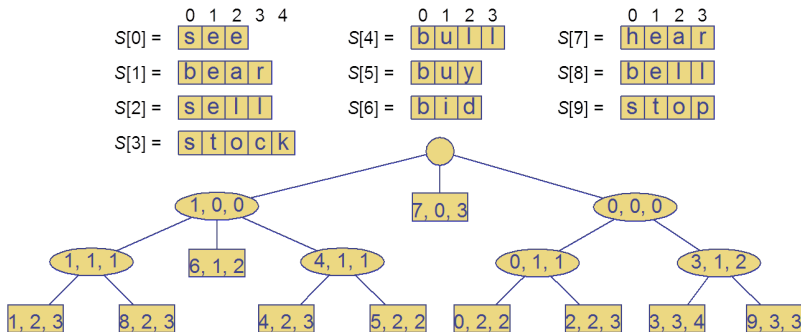 0 1 2 3 4 0 1 2 3 0 1 2 3
S[0] = s e e S[4] = b u l l S[7] = h e a r
S[1] = b e a r S[5] = b u y S[8] = b e l l
S[2] = s e l l S[6] = b i d S[9] = s t o p
S[3] = s t o c k
1, 0, 0 7, 0, 3 0, 0, 0
1, 1, 1 6, 1, 2 4, 1, 1 0, 1, 1 3, 1, 2
1, 2, 3 8, 2, 3 4, 2, 3 5, 2, 2 0, 2, 2 2, 2, 3 3, 3, 4 9, 3, 3